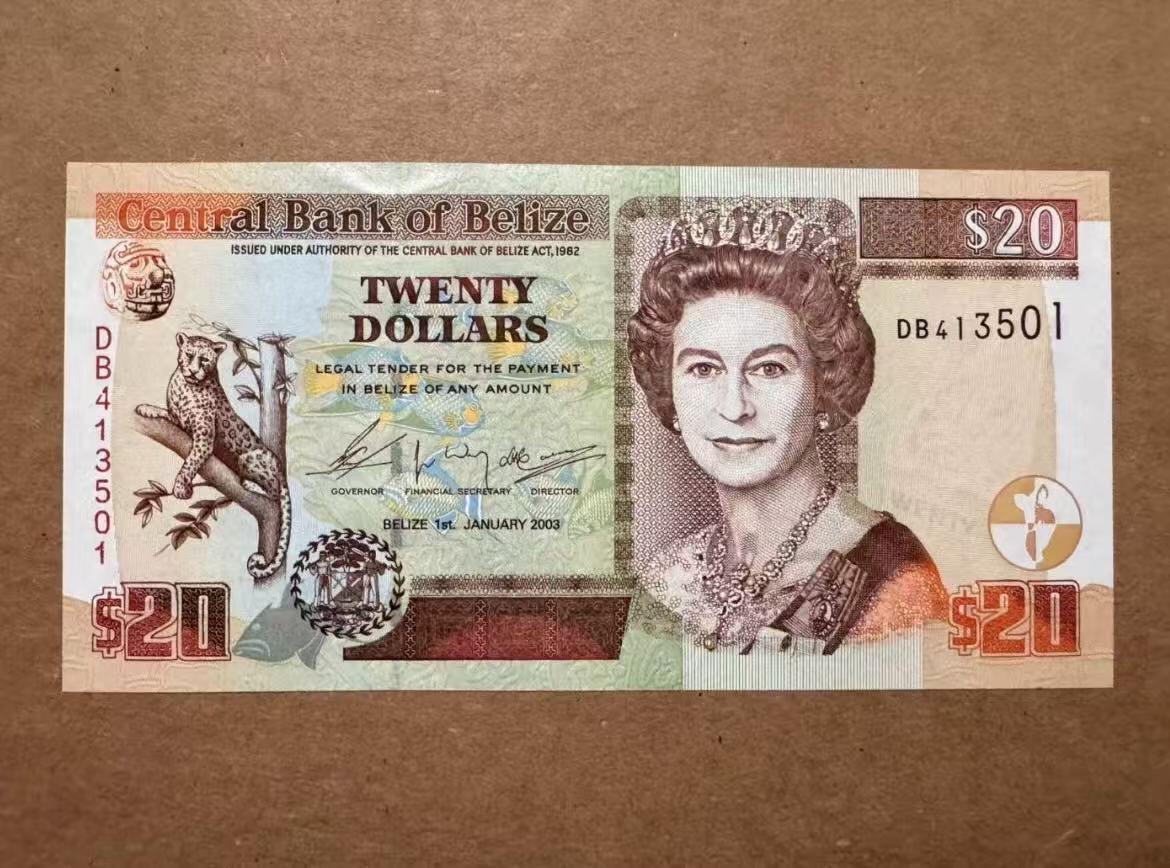 Central Bank of Belize
$20
ISSUED UNDER AUTHORITY OF THE CENTRAL BANK OF BELIZE ACT, 1982
TWENTY
DOLLARS
DB413501
DB413501
LEGAL TENDER FOR THE PAYMENT
IN BELIZE OF ANY AMOUNT
GOVERNOR FINANCIAL SECRETARY DIRECTOR
BELIZE 1st. JANUARY 2003
$20
$20